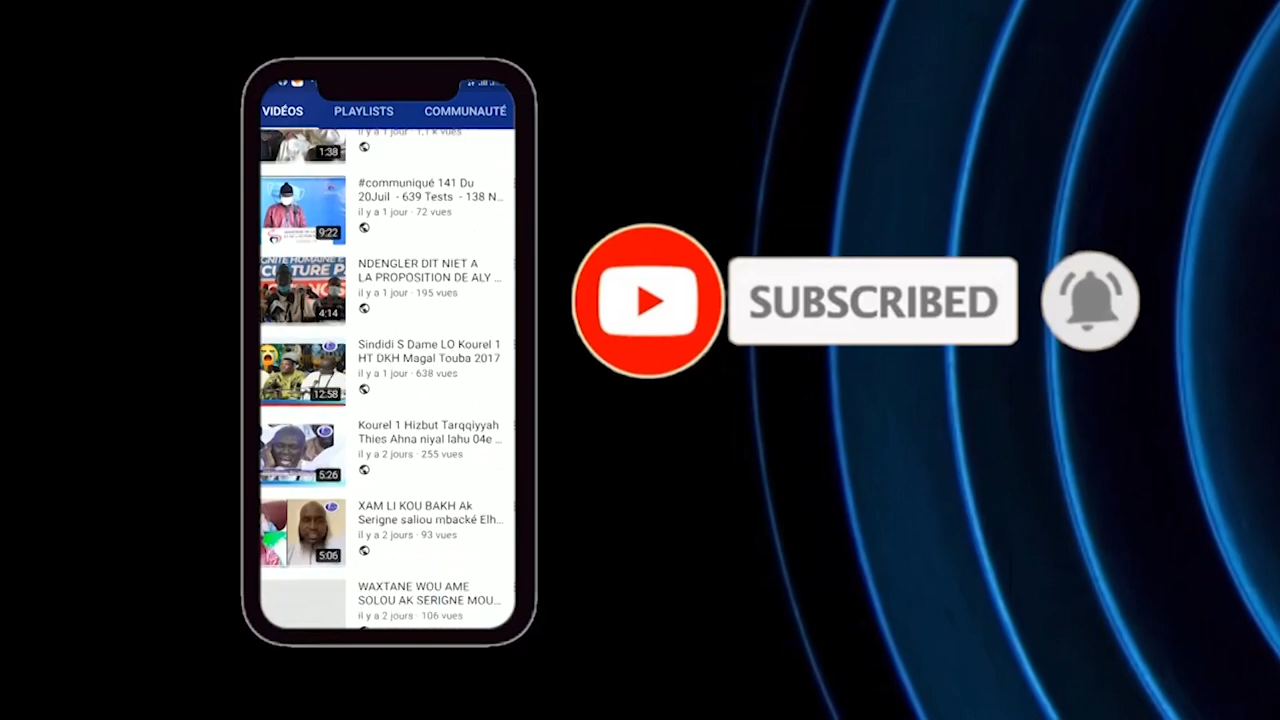 VIDÉOS PLAYLISTS COMMUNAUTÉ
il y a 1 jour · 1,1 k vues
1:38
#communiqué 141 Du
20Juil - 639 Tests - 138 N...
il y a 1 jour · 72 vues
9:22
NDENGLER DIT NIET A
LA PROPOSITION DE ALY ...
il y a 1 jour · 195 vues
CULTURE P
4:14
Sindidi S Dame LO Kourel 1
HT DKH Magal Touba 2017
il y a 1 jour · 638 vues
12:58
Kourel 1 Hizbut Tarqqiyyah
Thies Ahna niyal lahu 04e ...
il y a 2 jours · 255 vues
5:26
XAM LI KOU BAKH Ak
Serigne saliou mbacké Elh...
il y a 2 jours · 93 vues
5:06
WAXTANE WOU AME
SOLOU AK SERIGNE MOU...
il y a 2 jours · 106 vues
SUBSCRIBED